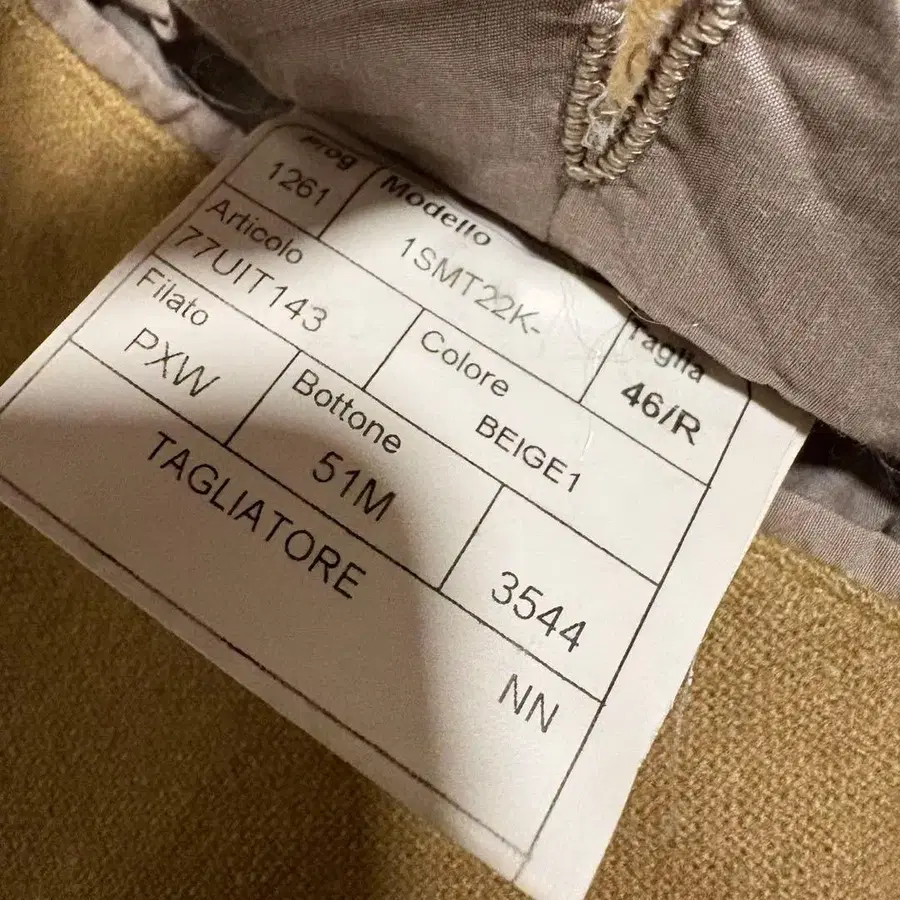 Prog
1261
Modello
1SMT22K-
Taglia
46/R
Articolo
77UIT143
Colore
BEIGE1
Filato
PXW
Bottone
51M
3544
TAGLIATORE
NN